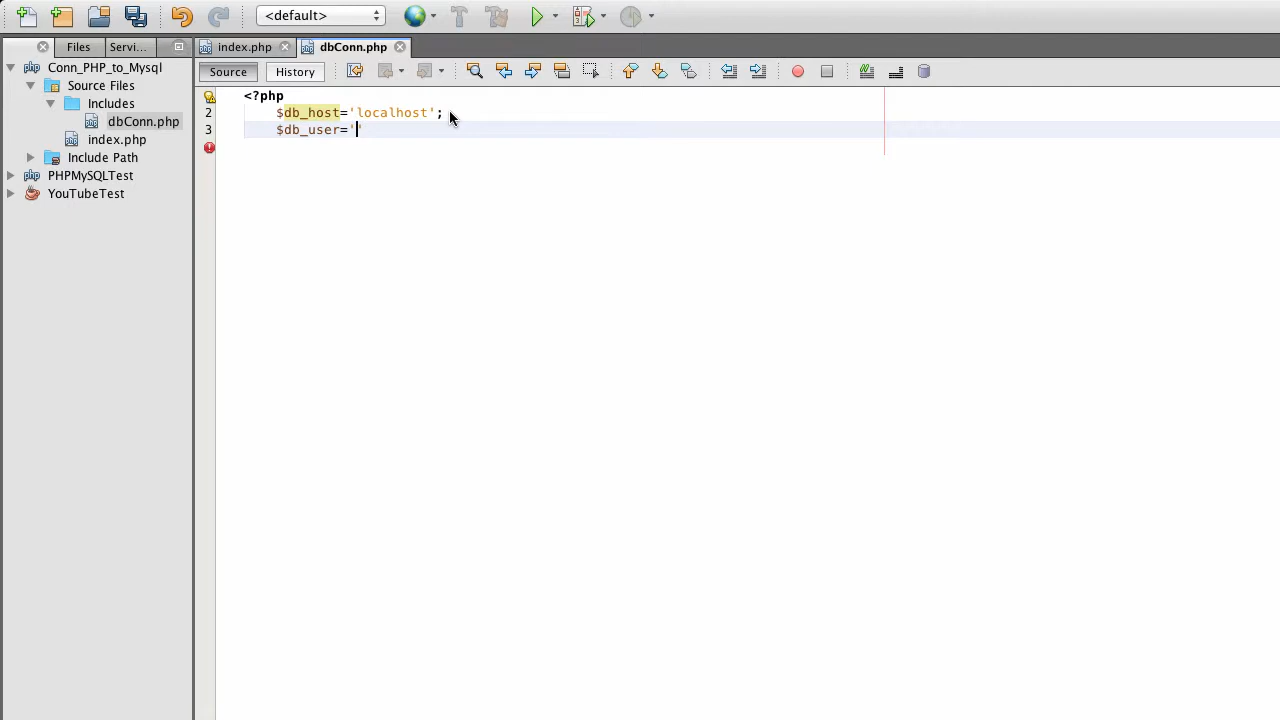 <default>
Files
Servi...
index.php
dbConn.php
Conn_PHP_to_Mysql
Source Files
Includes
dbConn.php
index.php
Include Path
PHPMySQLTest
YouTubeTest
Source
History
<?php
2 $db_host='localhost';
3 $db_user=''